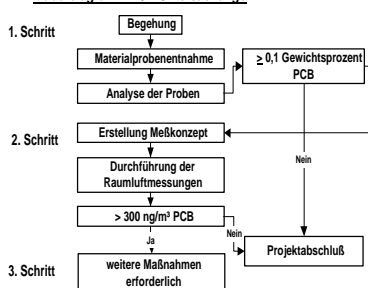 1. Schritt
Begehung
Materialprobenentnahme
Analyse der Proben
≥ 0,1 Gewichtsprozent
PCB
2. Schritt
Erstellung Meßkonzept
Durchführung der
Raumluftmessungen
> 300 ng/m³ PCB
Nein
Nein
Ja
Projektabschluß
3. Schritt
weitere Maßnahmen
erforderlich